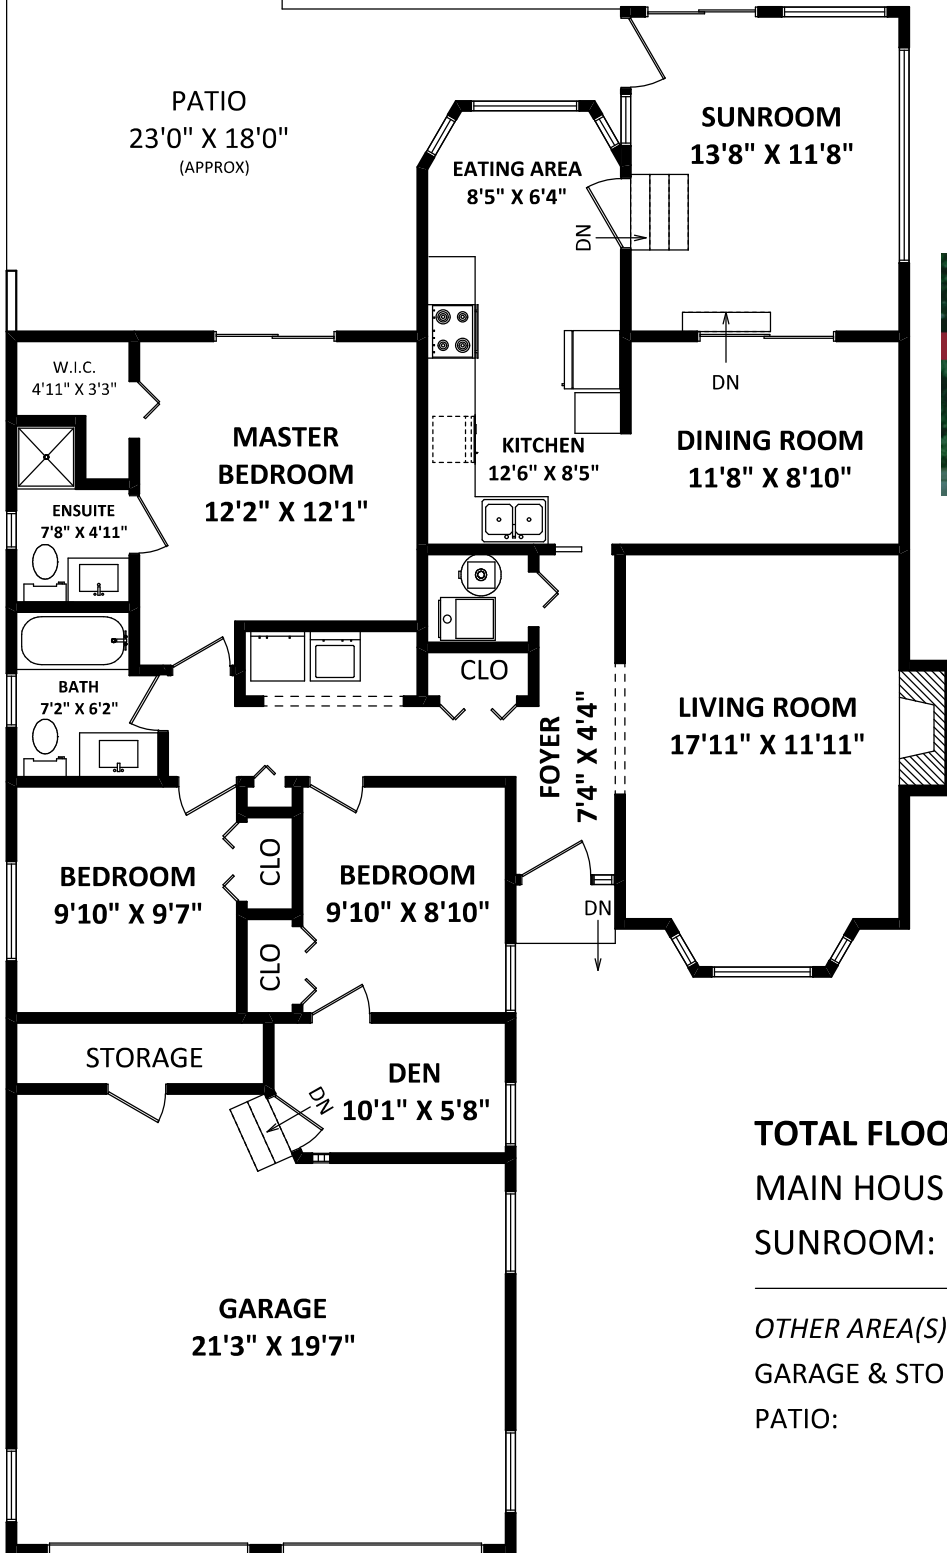 PATIO
23'0" X 18'0"
(APPROX)
SUNROOM
13'8" X 11'8"
EATING AREA
8'5" X 6'4"
DN
DN
W.I.C.
4'11" X 3'3"
MASTER
BEDROOM
12'2" X 12'1"
KITCHEN
12'6" X 8'5"
DINING ROOM
11'8" X 8'10"
ENSUITE
7'8" X 4'11"
CLO
BATH
7'2" X 6'2"
FOYER
7'4" X 4'4"
LIVING ROOM
17'11" X 11'11"
BEDROOM
9'10" X 9'7"
CLO
BEDROOM
9'10" X 8'10"
DN
CLO
STORAGE
DEN
10'1" X 5'8"
DN
GARAGE
21'3" X 19'7"
TOTAL FLOO
MAIN HOUS
SUNROOM:
OTHER AREA(S)
GARAGE & STO
PATIO: